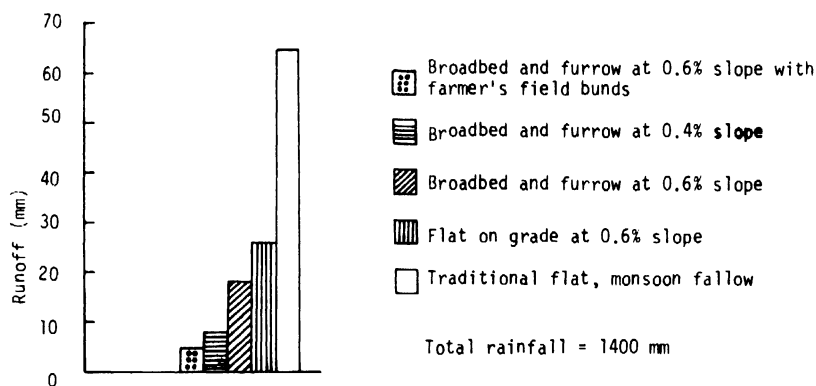 70
60
50
40
30
20
10
0
Runoff (mm)
Broadbed and furrow at 0.6% slope with
farmer's field bunds
Broadbed and furrow at 0.4% slope
Broadbed and furrow at 0.6% slope
Flat on grade at 0.6% slope
Traditional flat, monsoon fallow
Total rainfall = 1400 mm